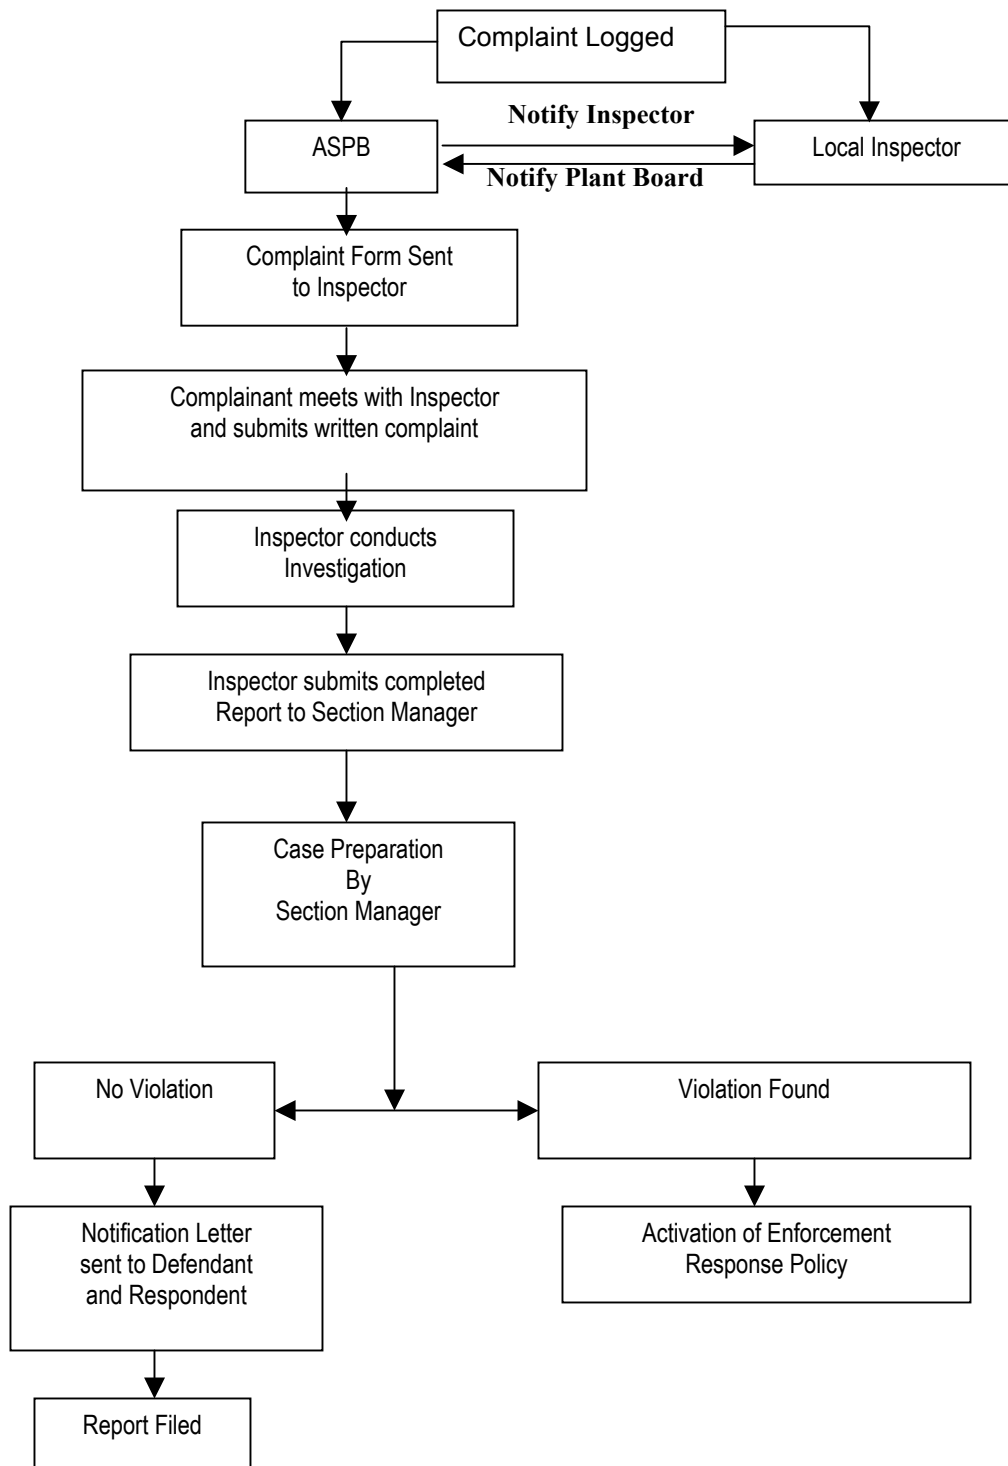 Complaint Logged
Notify Inspector
ASPB
Local Inspector
Notify Plant Board
Complaint Form Sent
to Inspector
Complainant meets with Inspector
and submits written complaint
Inspector conducts
Investigation
Inspector submits completed
Report to Section Manager
Case Preparation
By
Section Manager
No Violation
Violation Found
Notification Letter
sent to Defendant
and Respondent
Activation of Enforcement
Response Policy
Report Filed